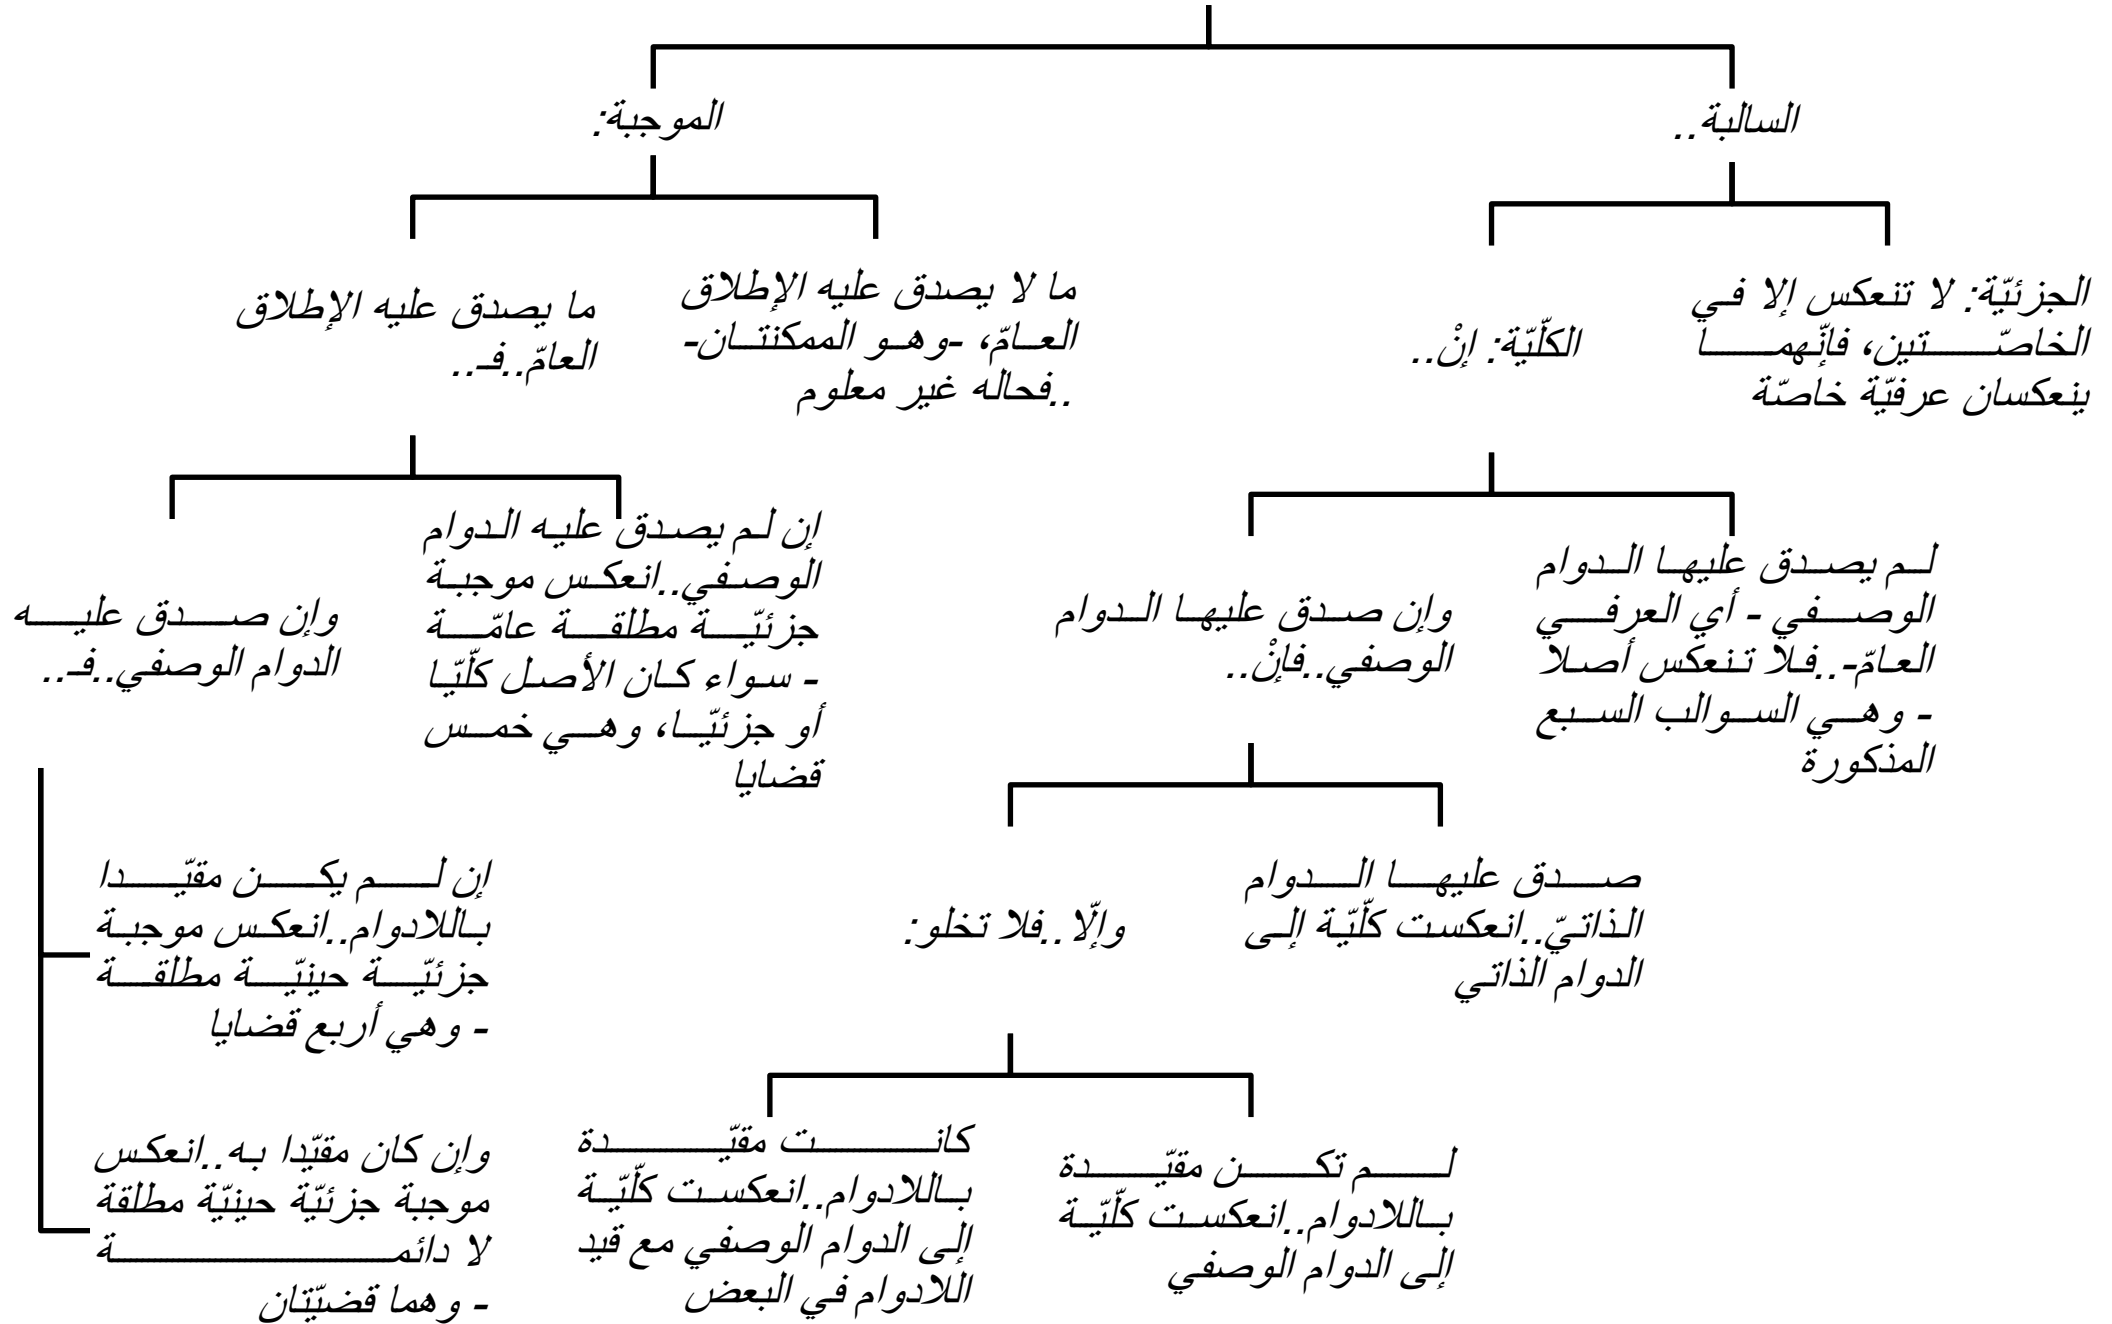 السالبة..
الموجبة:
الجزئيّة: لا تنعكس إلا في
الخاصّتين، فإنّهما
ينعكسان عرفيّة خاصّة
الكلّيّة: إنْ..
ما لا يصدق عليه الإطلاق
العامّ، -وهو الممكنتان-
..فحاله غير معلوم
ما يصدق عليه الإطلاق
العامّ..فـ..
لم يصدق عليها الدوام
الوصفي - أي العرفي
العامّ-..فلا تنعكس أصلا
- وهي السوالب السبع
المذكورة
وإن صدق عليها الدوام
الوصفي..فإنْ..
إن لم يصدق عليه الدوام
الوصفي..انعكس موجبة
جزئيّة مطلقة عامّة
- سواء كان الأصل كلّيّا
أو جزئيّا، وهي خمس
قضايا
وإن صدق عليه
الدوام الوصفي..فـ..
صدق عليها الدوام
الذاتيّ..انعكست كلّيّة إلى
الدوام الذاتي
وإلّا..فلا تخلو:
إن لم يكن مقيّدا
باللادوام..انعكس موجبة
جزئيّة حينيّة مطلقة
- وهي أربع قضايا
لم تكن مقيّدة
باللادوام..انعكست كلّيّة
إلى الدوام الوصفي
كانت مقيّدة
باللادوام..انعكست كلّيّة
إلى الدوام الوصفي مع قيد
اللادوام في البعض
وإن كان مقيّدا به..انعكس
موجبة جزئيّة حينيّة مطلقة
لا دائمة
- وهما قضيّتان